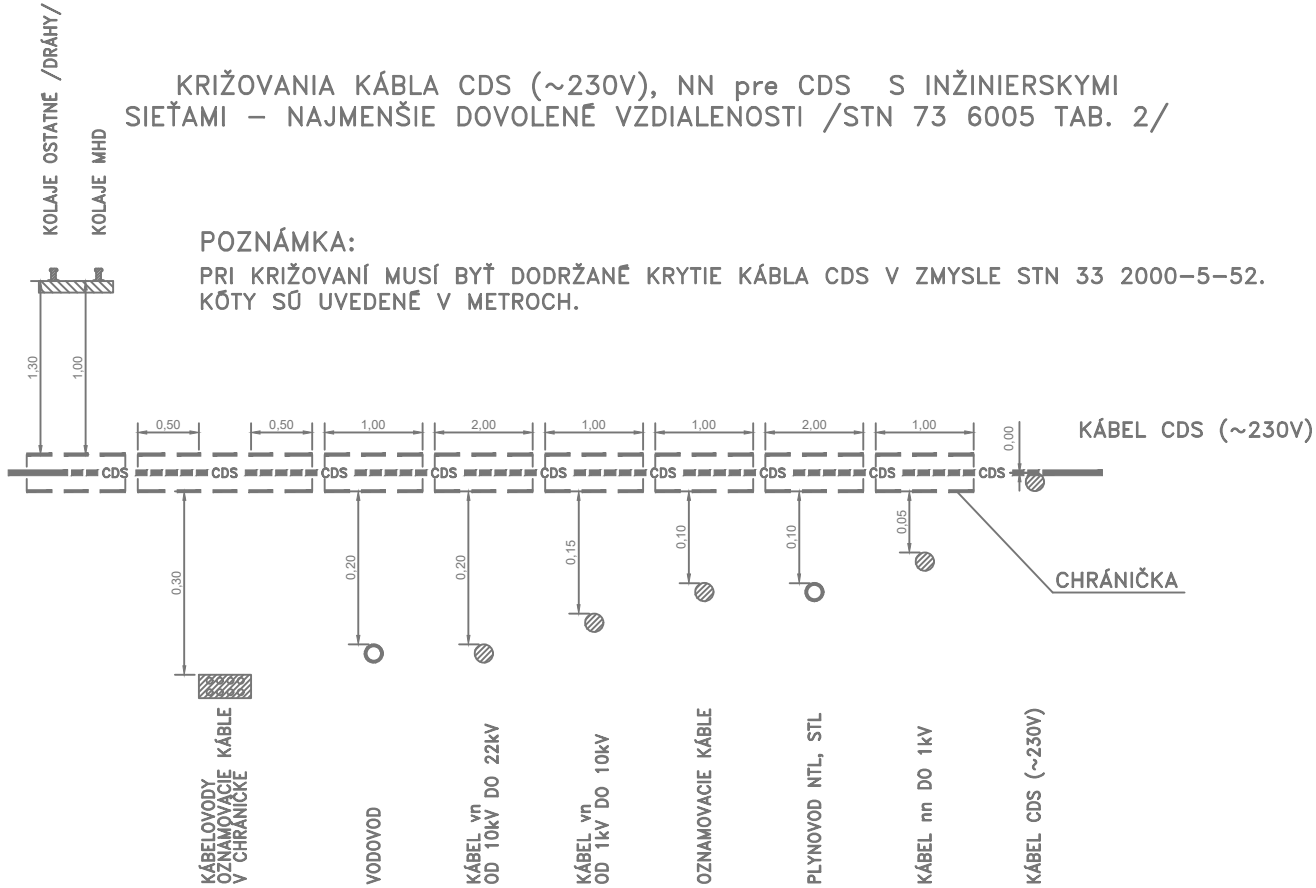 KOLAJE OSTATNÉ /DRÁHY/
KOLAJE MHD
KRIŽOVANIA KÁBLA CDS (~230V), NN pre CDS S INŽINIERSKYMI
SIEŤAMI – NAJMENŠIE DOVOLENÉ VZDIALENOSTI /STN 73 6005 TAB. 2/
POZNÁMKA:
PRI KRIŽOVANÍ MUSÍ BYŤ DODRŽANÉ KRYTIE KÁBLA CDS V ZMYSLE STN 33 2000-5-52.
KÓTY SÚ UVEDENÉ V METROCH.
1,30
1,00
0,50
0,50
1,00
2,00
1,00
1,00
2,00
1,00
0,00
KÁBEL CDS (~230V)
CDS
CDS
CDS
CDS
CDS
CDS
CDS
CDS
CDS
0,30
0,20
0,20
0,15
0,10
0,10
0,05
CHRÁNIČKA
KÁBELOVODY
OZNAMOVACIE KÁBLE
V CHRÁNIČKE
VODOVOD
KÁBEL vn
OD 10kV DO 22kV
KÁBEL vn
OD 1kV DO 10kV
OZNAMOVACIE KÁBLE
PLYNOVOD NTL, STL
KÁBEL nn DO 1kV
KÁBEL CDS (~230V)